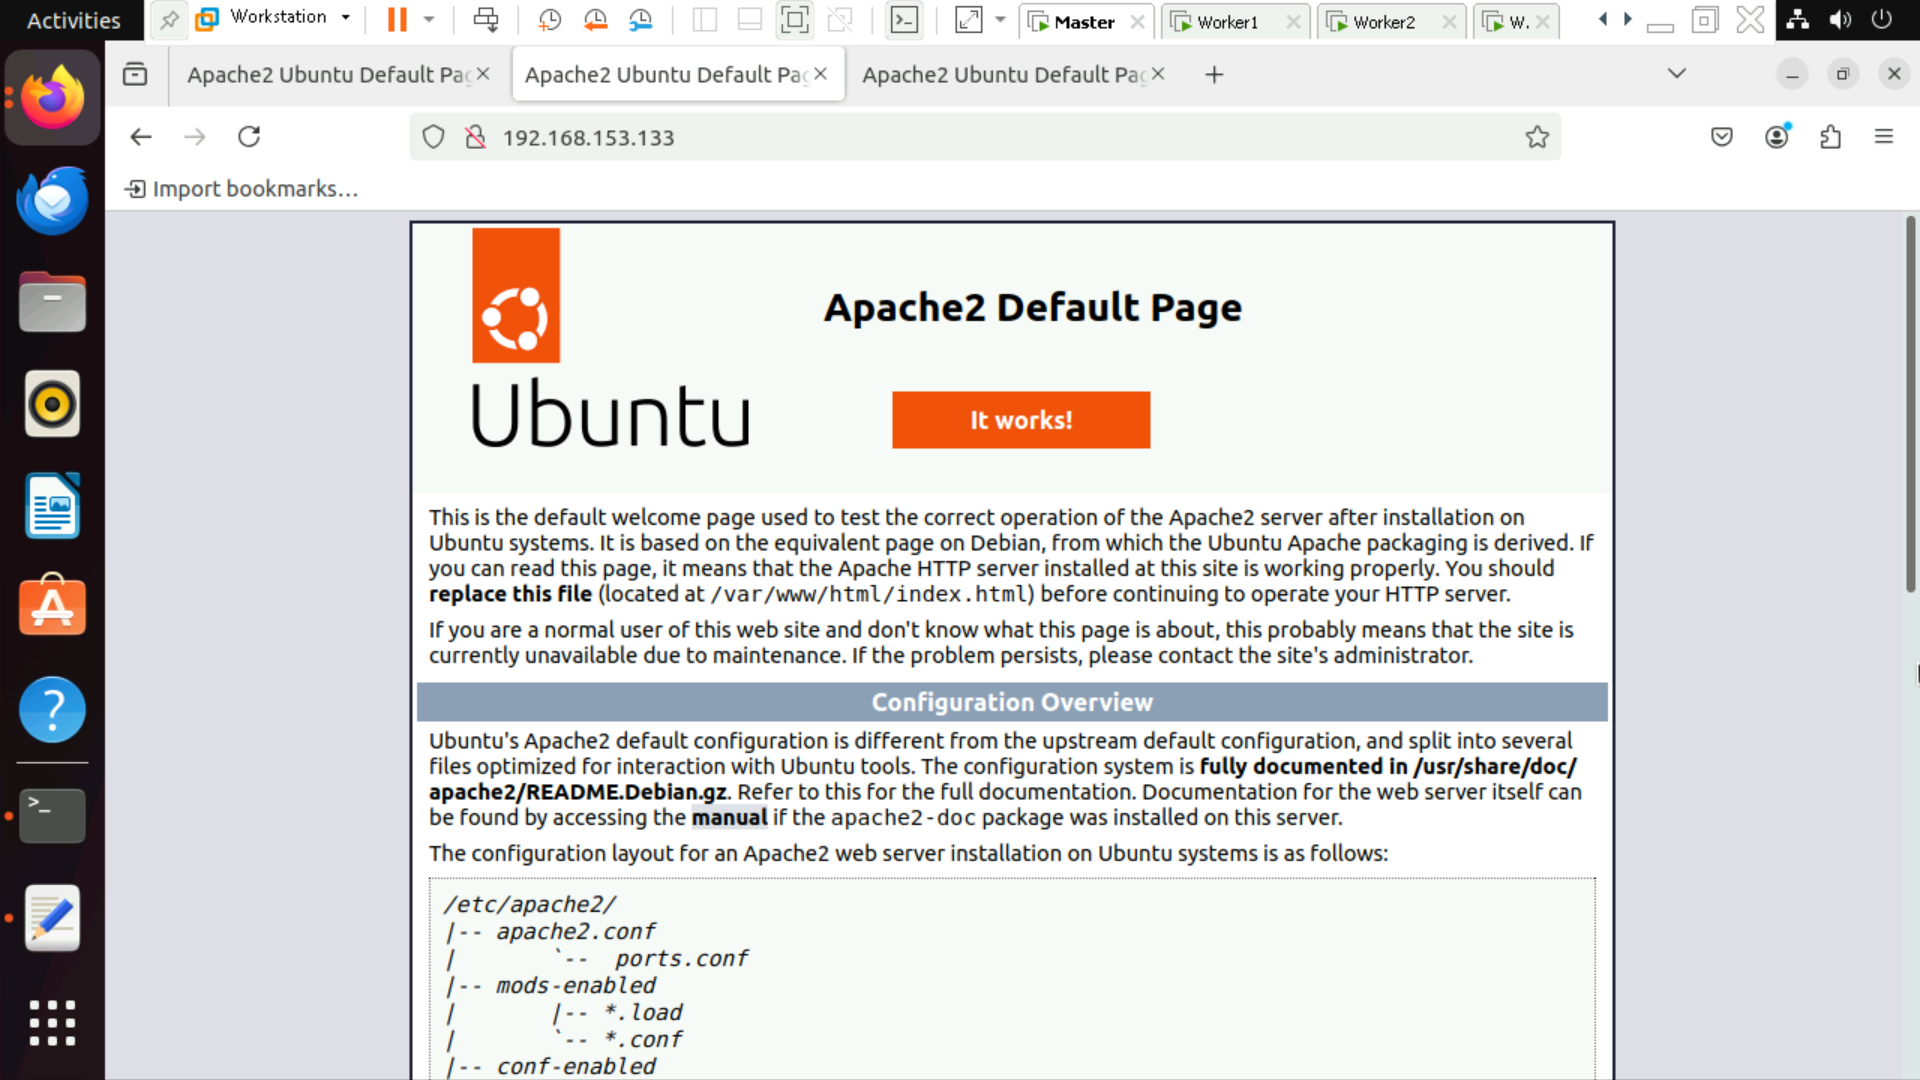 Activities
Workstation
Master
Worker1
Worker2
W.
Apache2 Ubuntu Default Pag
Apache2 Ubuntu Default Pag
Apache2 Ubuntu Default Pag
192.168.153.133
Import bookmarks...
Apache2 Default Page
Ubuntu
It works!
This is the default welcome page used to test the correct operation of the Apache2 server after installation on
Ubuntu systems. It is based on the equivalent page on Debian, from which the Ubuntu Apache packaging is derived. If
you can read this page, it means that the Apache HTTP server installed at this site is working properly. You should
replace this file (located at /var/www/html/index.html) before continuing to operate your HTTP server.
If you are a normal user of this web site and don't know what this page is about, this probably means that the site is
currently unavailable due to maintenance. If the problem persists, please contact the site's administrator.
Configuration Overview
Ubuntu's Apache2 default configuration is different from the upstream default configuration, and split into several
files optimized for interaction with Ubuntu tools. The configuration system is fully documented in /usr/share/doc/
apache2/README.Debian.gz. Refer to this for the full documentation. Documentation for the web server itself can
be found by accessing the manual if the apache2-doc package was installed on this server.
The configuration layout for an Apache2 web server installation on Ubuntu systems is as follows:
/etc/apache2/
|-- apache2.conf
|       `--  ports.conf
|-- mods-enabled
|       |-- *.load
|       `-- *.conf
|-- conf-enabled